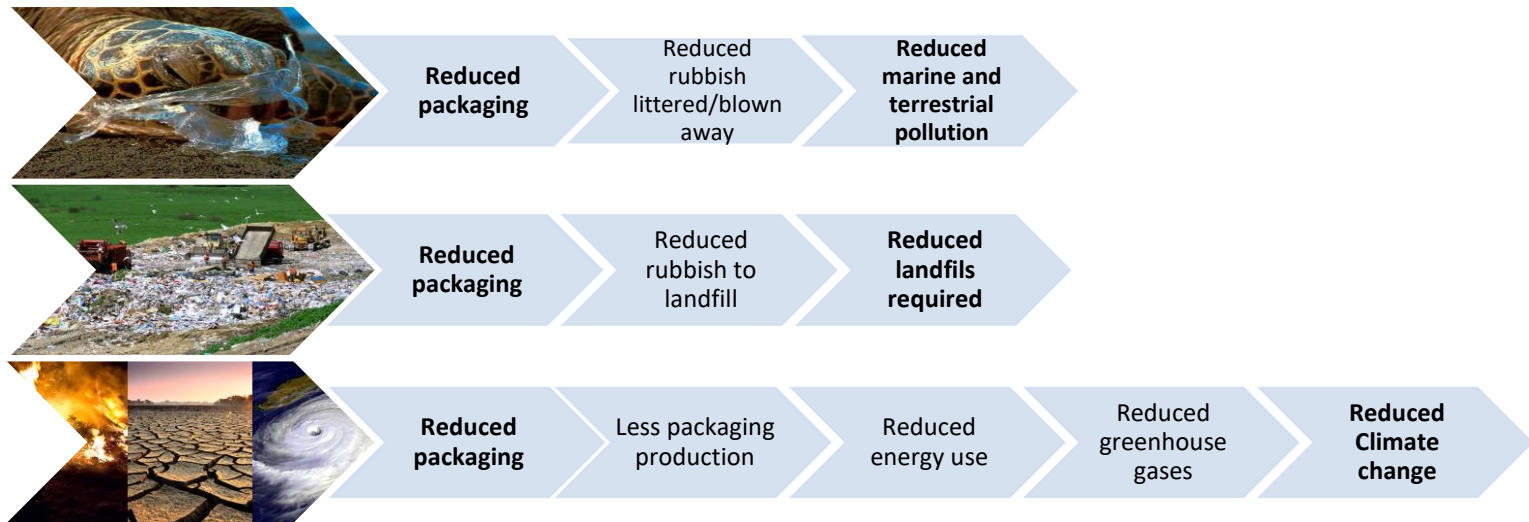 Reduced
packaging
Reduced
rubbish
littered/blown
away
Reduced
marine and
terrestrial
pollution
Reduced
packaging
Reduced
rubbish to
landfill
Reduced
landfils
required
Reduced
packaging
Less packaging
production
Reduced
energy use
Reduced
greenhouse
gases
Reduced
Climate
change